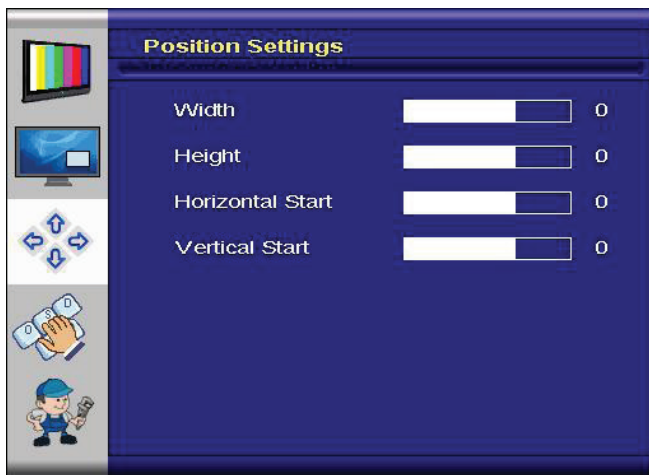 Position Settings
Width 0
Height 0
Horizontal Start 0
Vertical Start 0
O S D